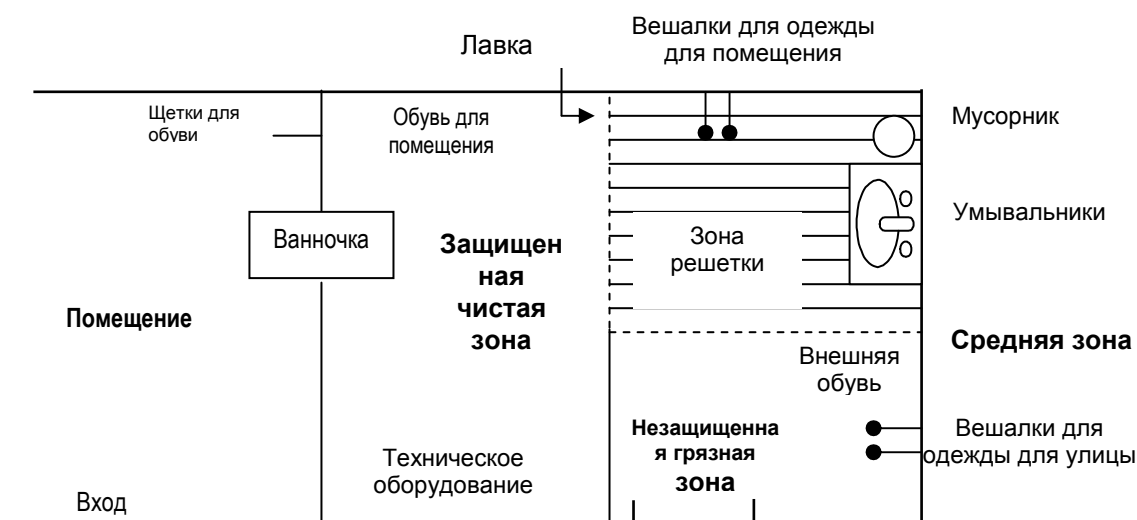 Лавка
Вешалки для одежды
для помещения
Щетки для
обуви
Обувь для
помещения
Мусорник
Ванночка
Защищен
ная
чистая
зона
Зона
решетки
Умывальники
Помещение
Средняя зона
Внешняя
обувь
Незащищенна
я грязная
зона
Вешалки для
одежды для улицы
Техническое
оборудование
Вход